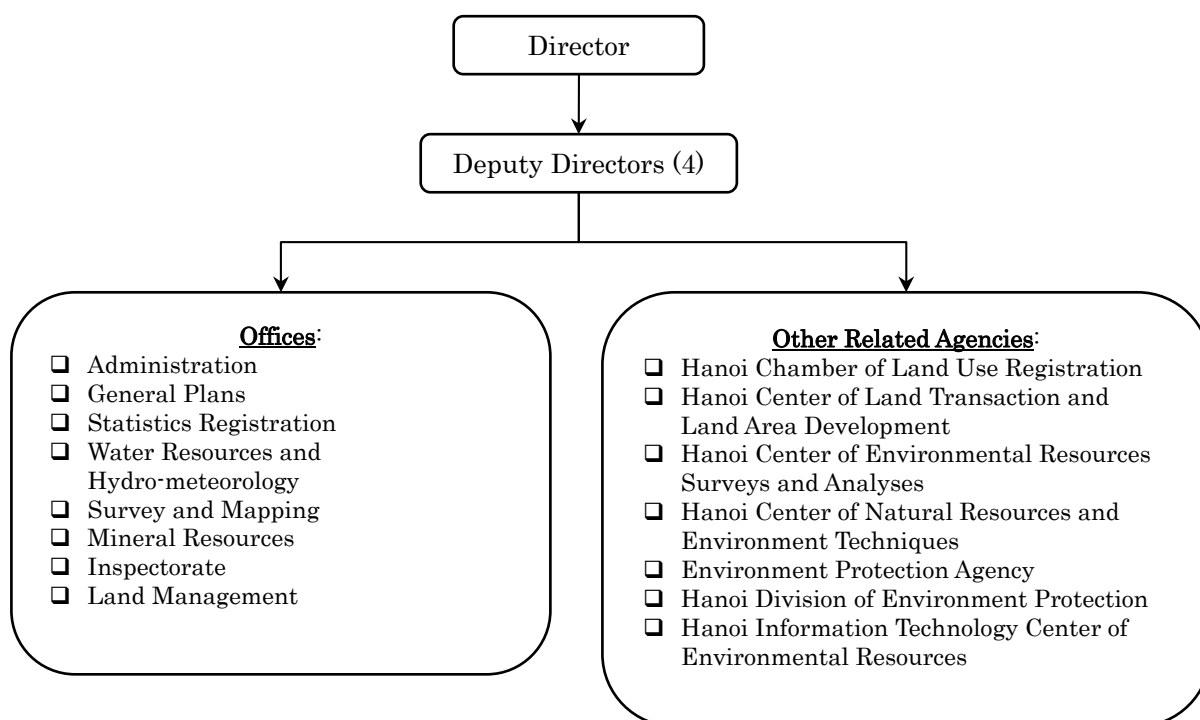 Director
Deputy Directors (4)
Offices:
❑ Administration
❑ General Plans
❑ Statistics Registration
❑ Water Resources and
Hydro-meteorology
❑ Survey and Mapping
❑ Mineral Resources
❑ Inspectorate
❑ Land Management
Other Related Agencies:
❑ Hanoi Chamber of Land Use Registration
❑ Hanoi Center of Land Transaction and
Land Area Development
❑ Hanoi Center of Environmental Resources
Surveys and Analyses
❑ Hanoi Center of Natural Resources and
Environment Techniques
❑ Environment Protection Agency
❑ Hanoi Division of Environment Protection
❑ Hanoi Information Technology Center of
Environmental Resources